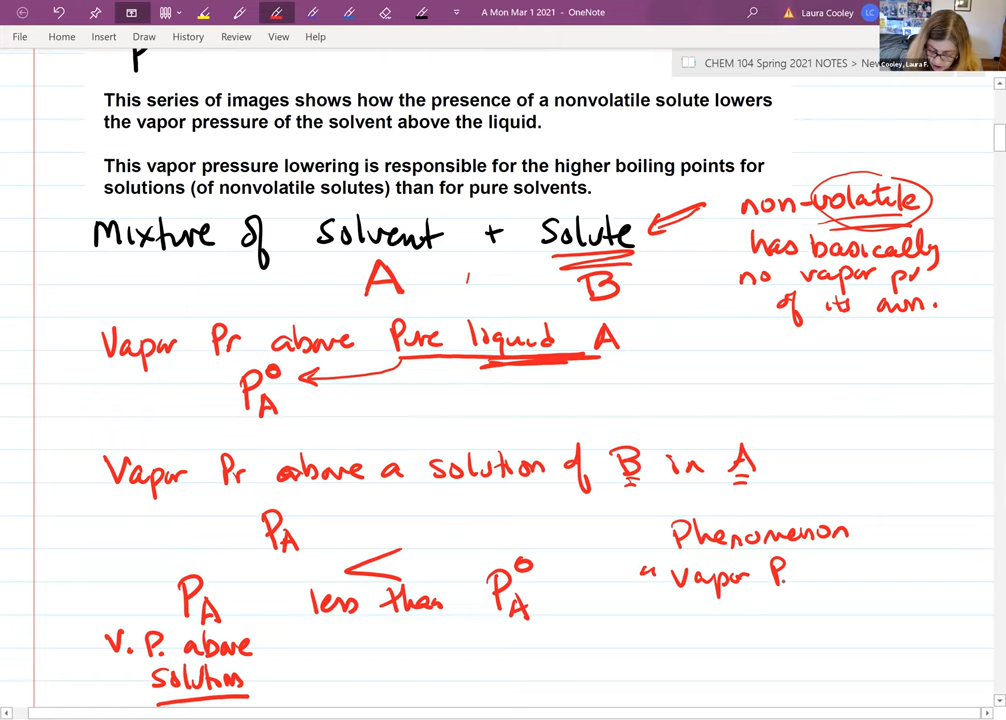 A Mon Mar 1 2021 - OneNote
Laura Cooley
LC
File Home Insert Draw History Review View Help
CHEM 104 Spring 2021 NOTES > New
Cooley, Laura F.
P
This series of images shows how the presence of a nonvolatile solute lowers
the vapor pressure of the solvent above the liquid.
This vapor pressure lowering is responsible for the higher boiling points for
solutions (of nonvolatile solutes) than for pure solvents.
Mixture of Solvent + Solute
A B
non-volatile
has basically
no vapor pr
of its own.
Vapor Pr above Pure liquid A
P°A
Vapor Pr above a solution of B in A
PA
PA < P°A
less than
V. P. above
solution
Phenomenon
"Vapor P.